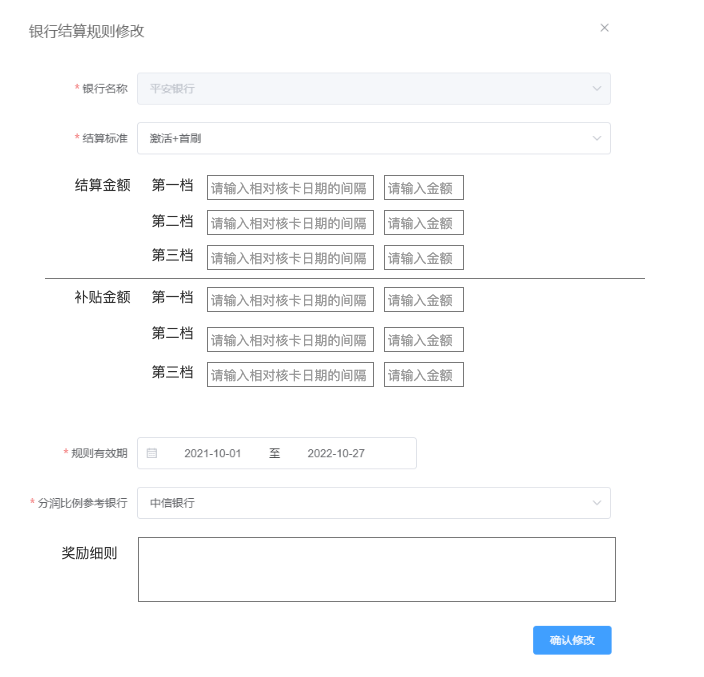 银行结算规则修改
* 银行名称 平安银行
* 结算标准 激活+首刷
结算金额 第一档 请输入相对核卡日期的间隔 请输入金额
第二档 请输入相对核卡日期的间隔 请输入金额
第三档 请输入相对核卡日期的间隔 请输入金额
补贴金额 第一档 请输入相对核卡日期的间隔 请输入金额
第二档 请输入相对核卡日期的间隔 请输入金额
第三档 请输入相对核卡日期的间隔 请输入金额
* 规则有效期 2021-10-01 至 2022-10-27
* 分润比例参考银行 中信银行
奖励细则
确认修改